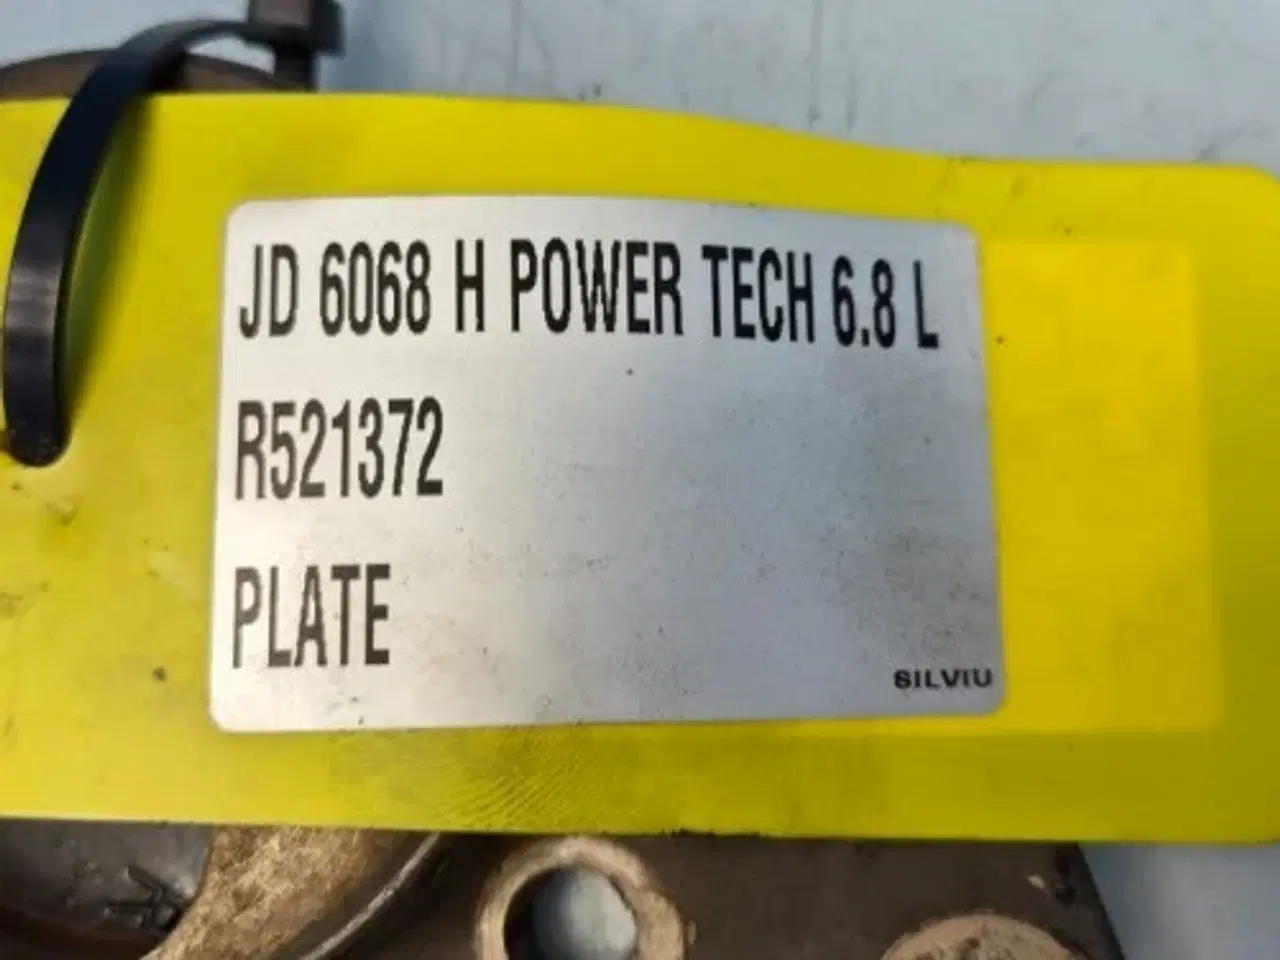 JD 6068 H POWER TECH 6.8 L
R521372
PLATE
SILVIU